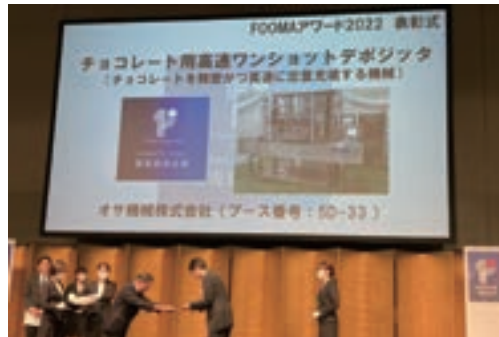 FOOMAアワード2022 表彰式
チョコレート用高速ワンショットデポジッタ
[チョコレートを精密かつ高速に定量充填する機械]
オサ機械株式会社(ブース番号:5D-33)